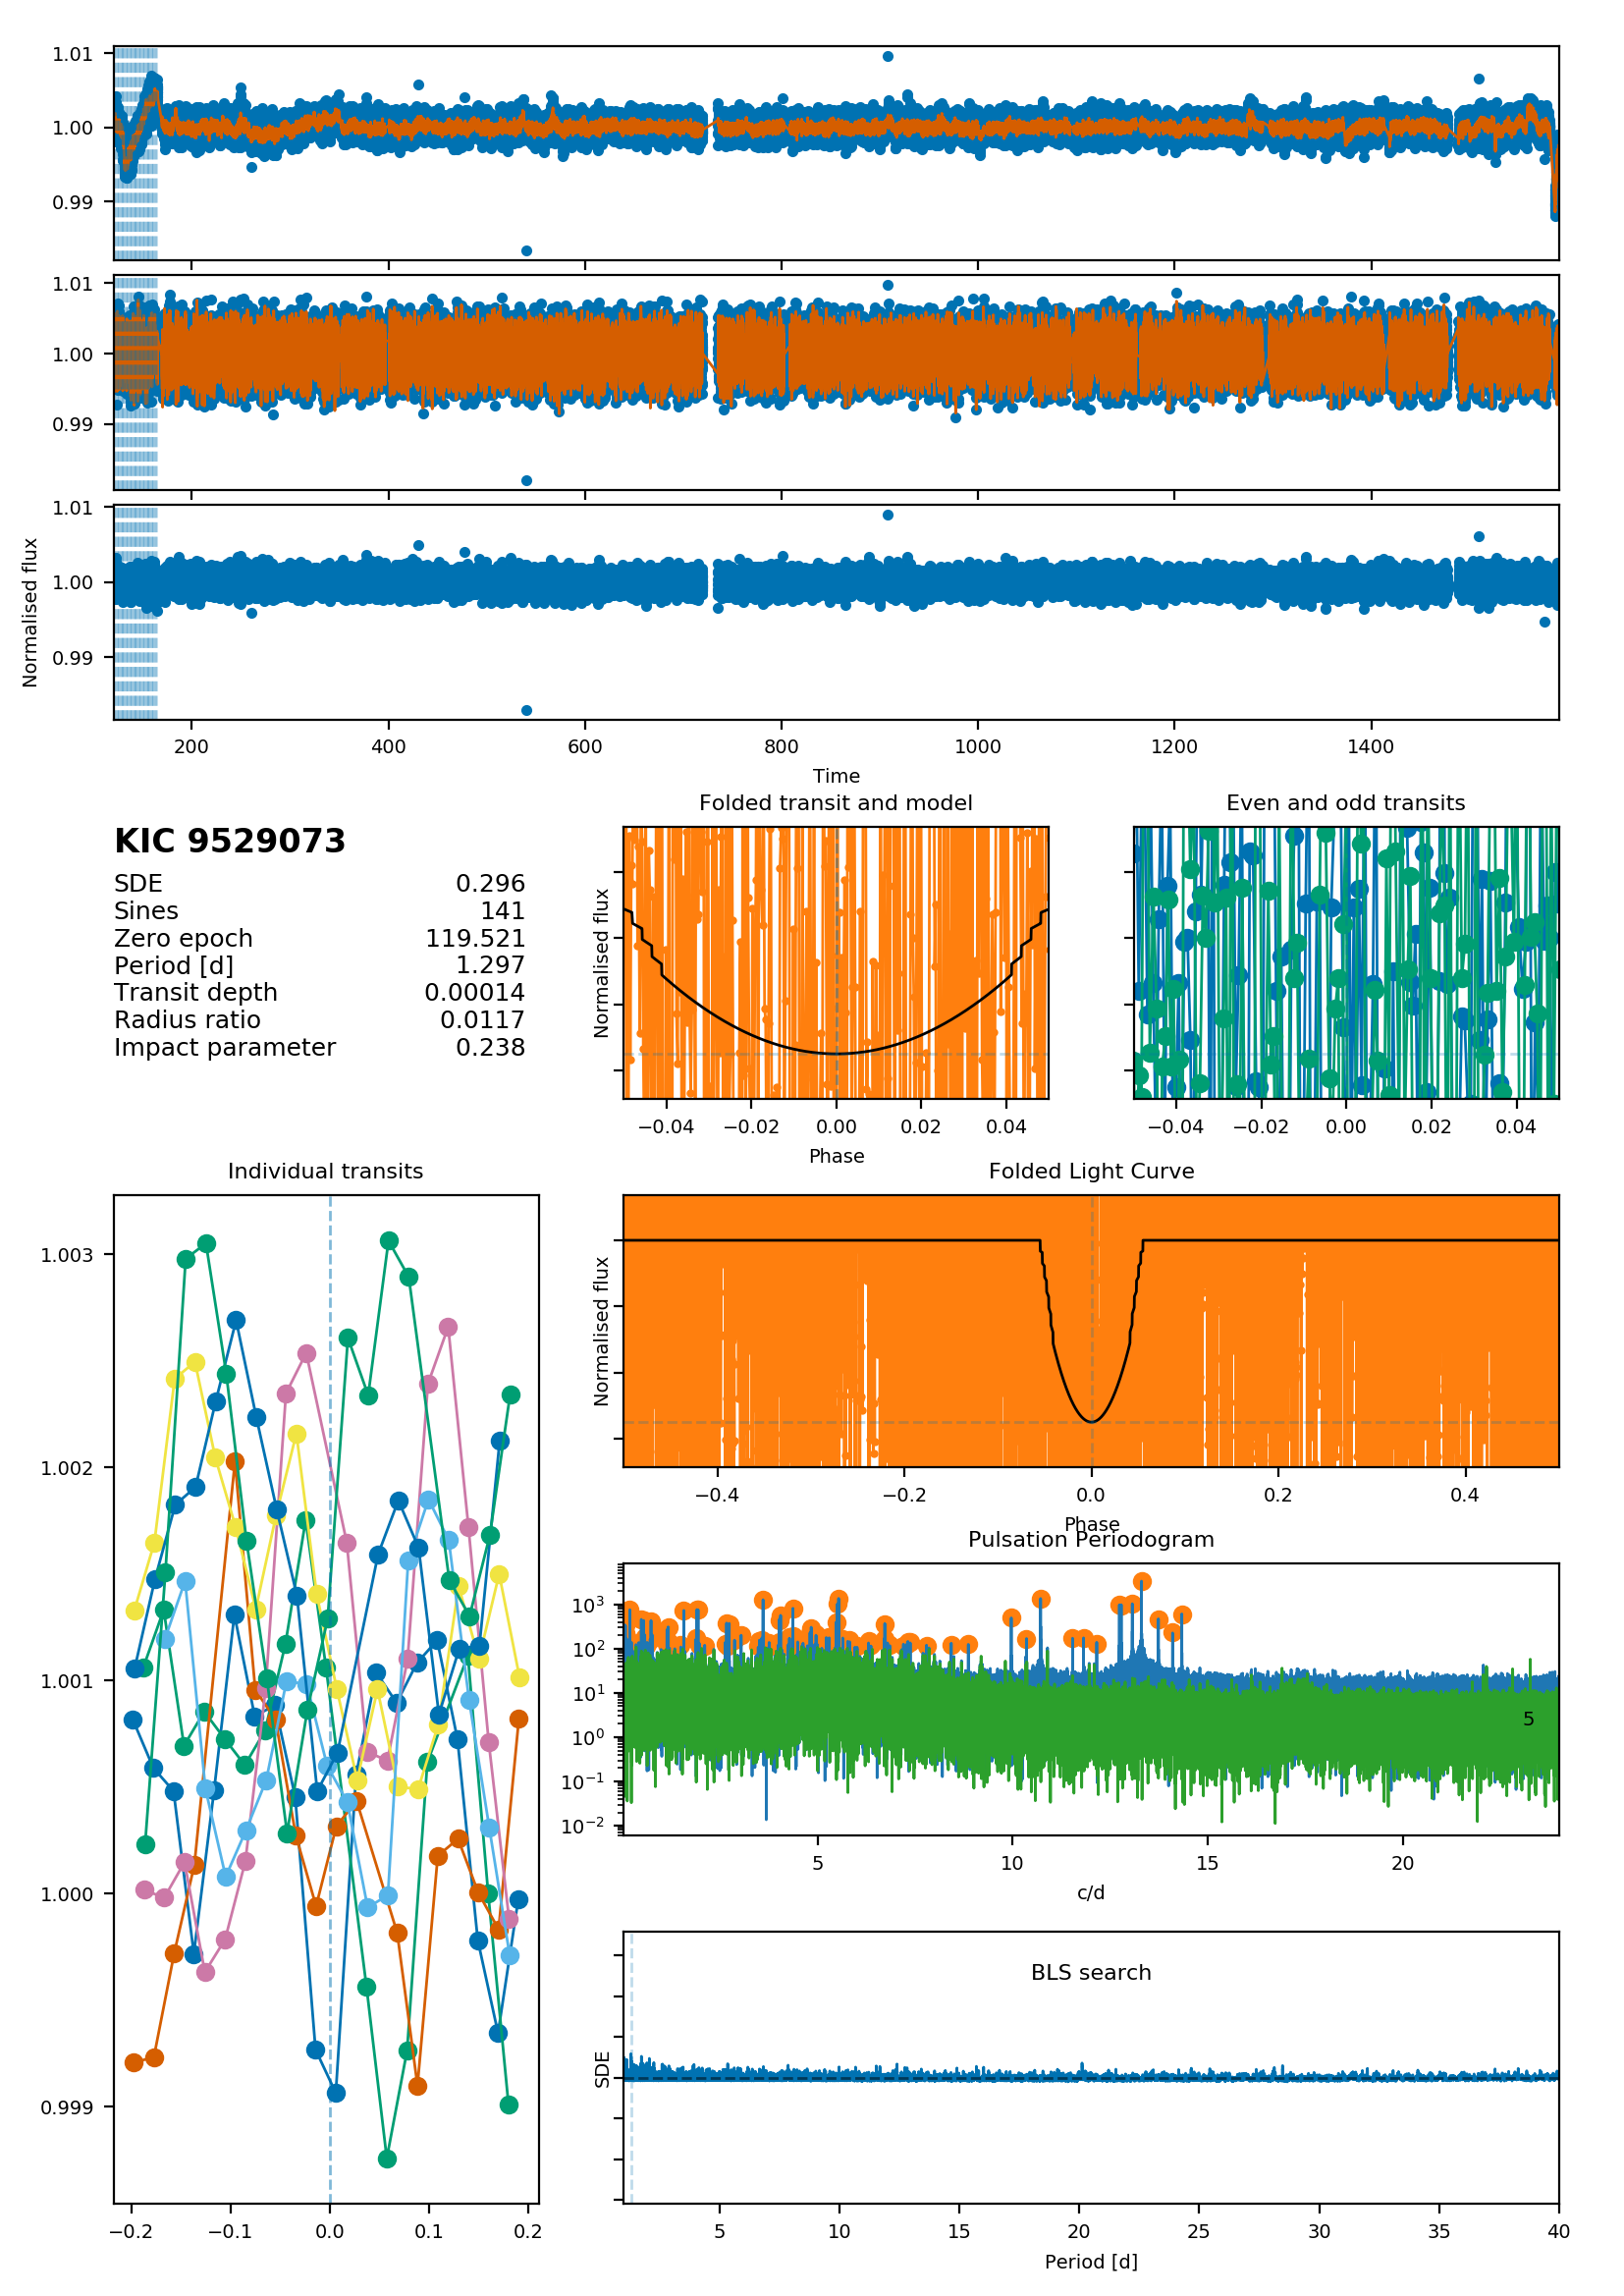 1.01
1.00
0.99
1.01
1.00
0.99
1.01
1.00
0.99
Normalised flux
200 400 600 800 1000 1200 1400
Time
KIC 9529073
SDE 0.296
Sines 141
Zero epoch 119.521
Period [d] 1.297
Transit depth 0.00014
Radius ratio 0.0117
Impact parameter 0.238
Folded transit and model
Normalised flux
−0.04 −0.02 0.00 0.02 0.04
Phase
Even and odd transits
−0.04 −0.02 0.00 0.02 0.04
Individual transits
1.003
1.002
1.001
1.000
0.999
−0.2 −0.1 0.0 0.1 0.2
Folded Light Curve
Normalised flux
−0.4 −0.2 0.0 0.2 0.4
Phase
Pulsation Periodogram
10³
10²
10¹
10⁰
10⁻¹
10⁻²
5
5 10 15 20
c/d
BLS search
SDE
5 10 15 20 25 30 35 40
Period [d]